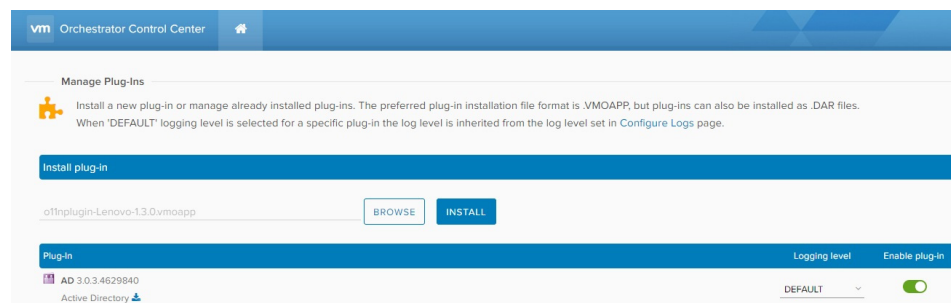 vm Orchestrator Control Center
Manage Plug-Ins
Install a new plug-in or manage already installed plug-ins. The preferred plug-in installation file format is .VMOAPP, but plug-ins can also be installed as .DAR files.
When 'DEFAULT' logging level is selected for a specific plug-in the log level is inherited from the log level set in Configure Logs page.
Install plug-in
o11nplugin-Lenovo-1.3.0.vmoapp BROWSE INSTALL
Plug-In Logging level Enable plug-in
AD 3.0.3.4629840
DEFAULT
Active Directory